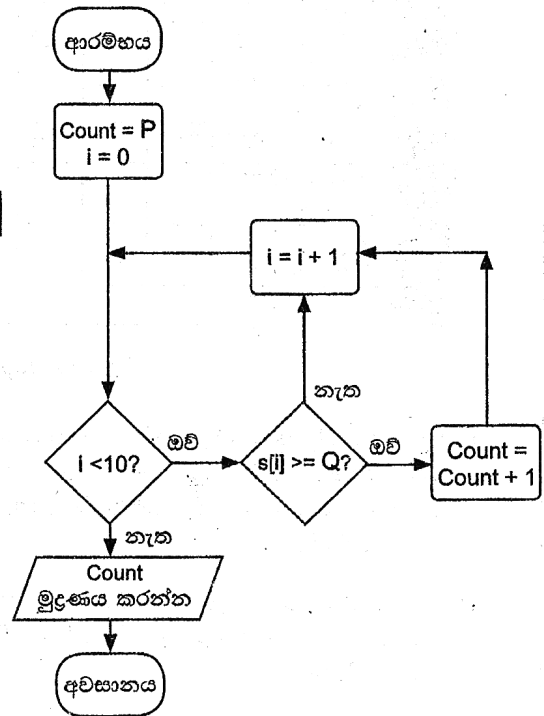 ආරම්භය
Count = P
i = 0
i = i + 1
නැත
i <10?
ඔව්
s[i] >= Q?
ඔව්
Count =
Count + 1
නැත
Count
මුද්‍රණය කරන්න
අවසානය